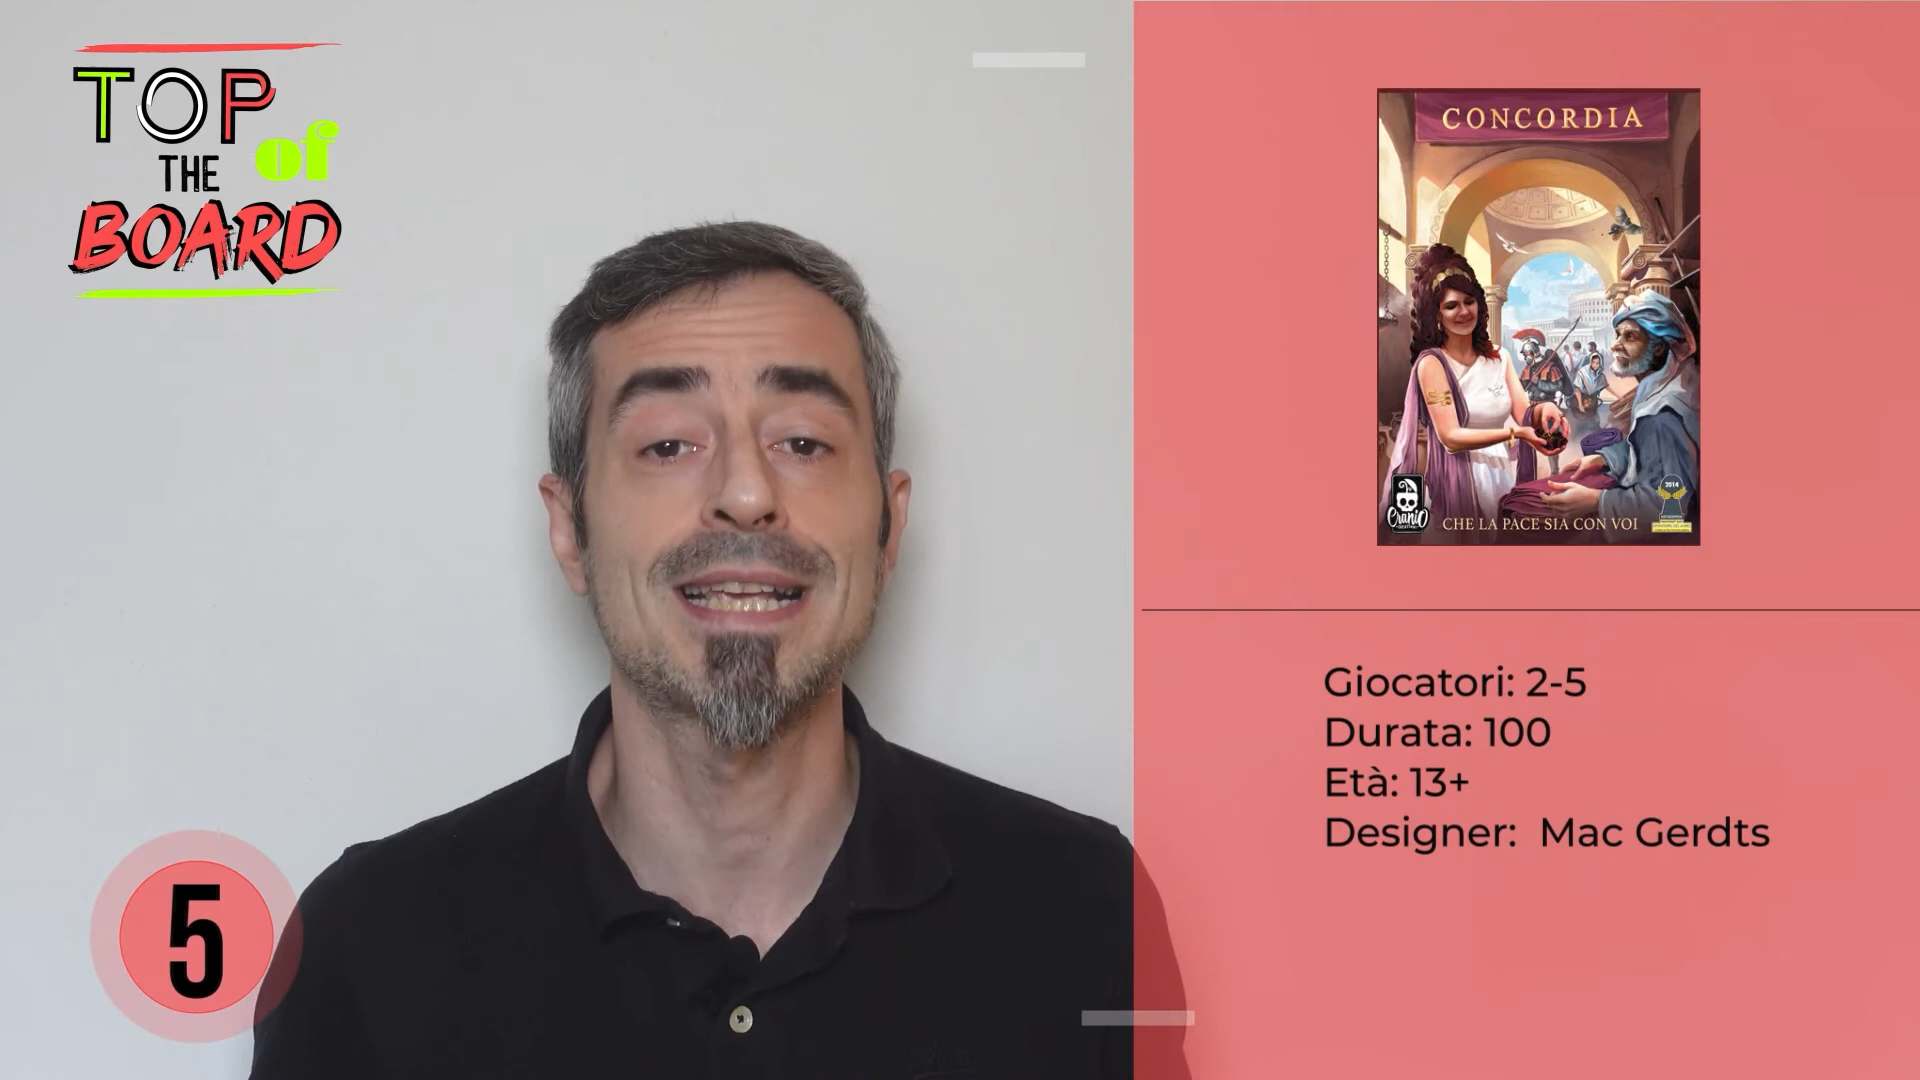 TOP
of
THE
BOARD
CONCORDIA
2014
Cranio
CHE LA PACE SIA CON VOI
Giocatori: 2-5
Durata: 100
Età: 13+
Designer: Mac Gerdts
5